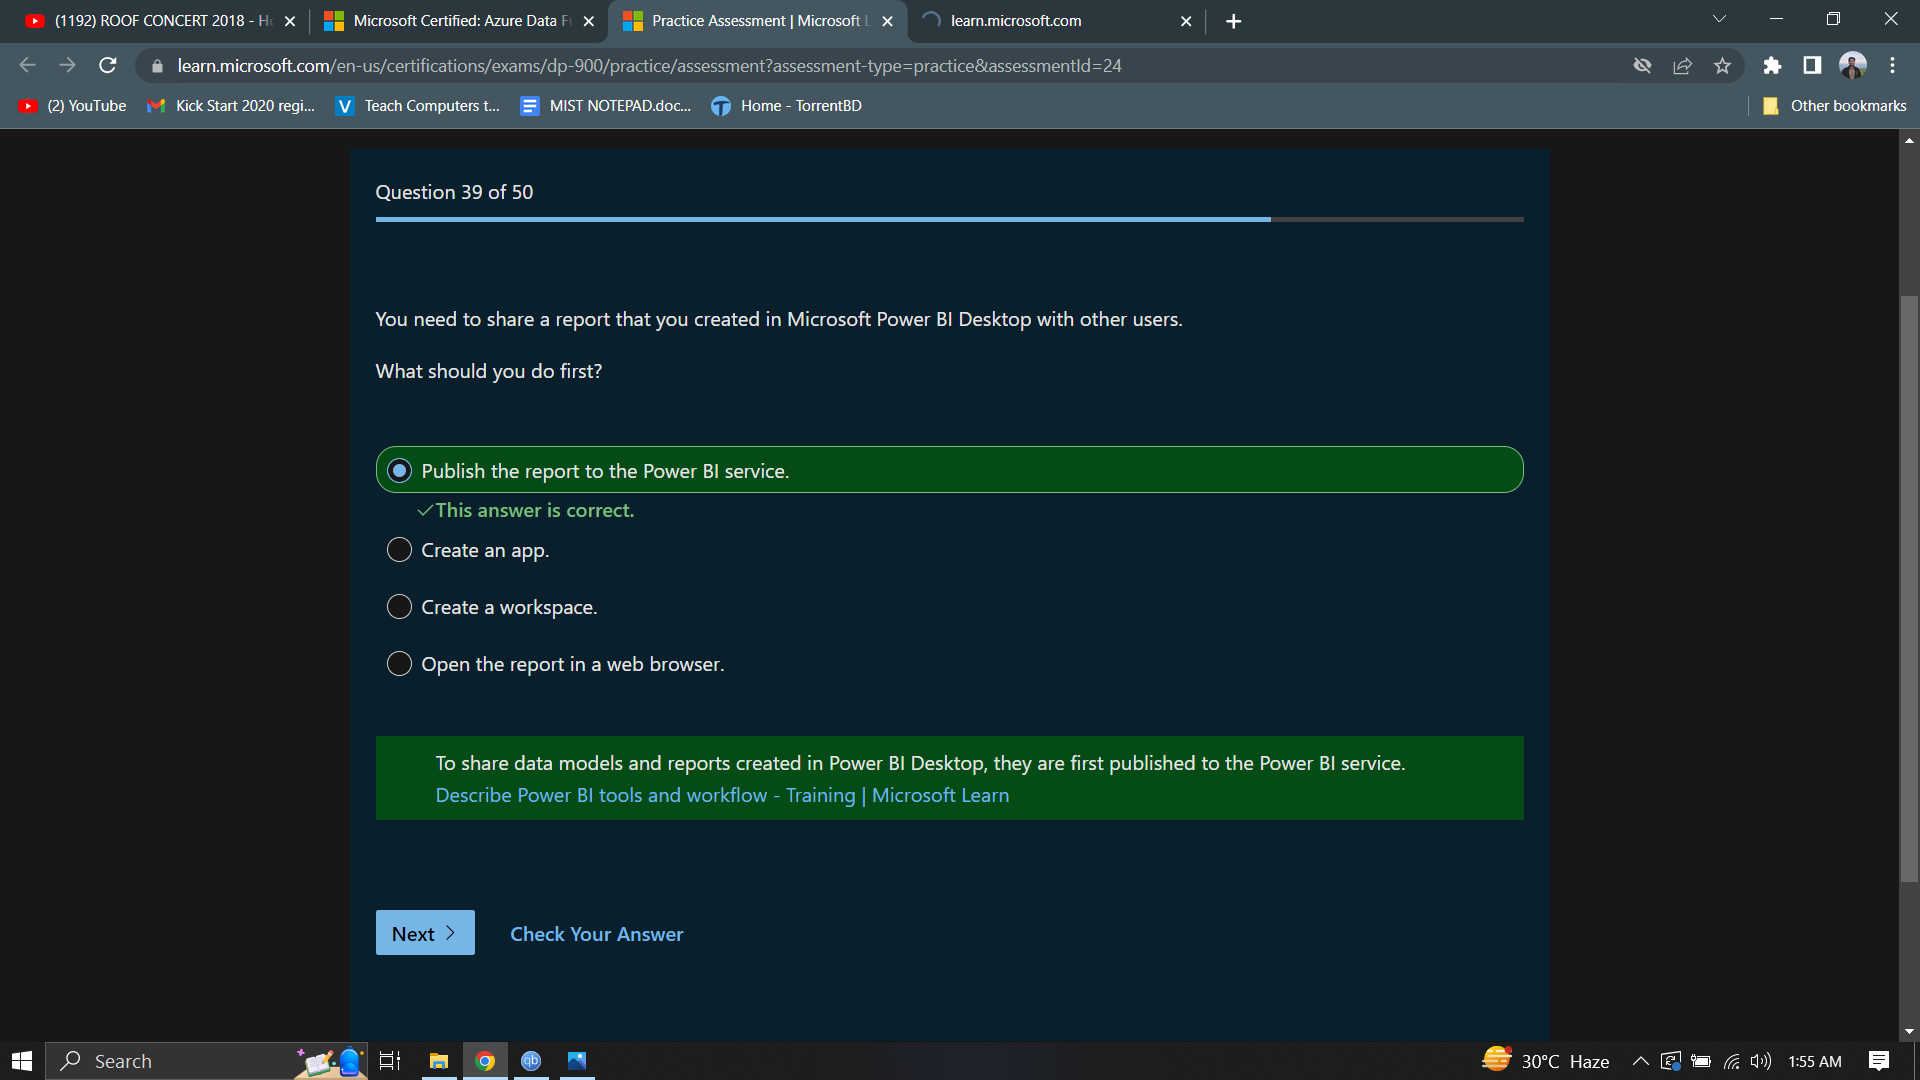 (1192) ROOF CONCERT 2018 - Ho
Microsoft Certified: Azure Data F
Practice Assessment | Microsoft L
learn.microsoft.com
learn.microsoft.com/en-us/certifications/exams/dp-900/practice/assessment?assessment-type=practice&assessmentId=24
(2) YouTube
Kick Start 2020 regi...
Teach Computers t...
MIST NOTEPAD.doc...
Home - TorrentBD
Other bookmarks
Question 39 of 50
You need to share a report that you created in Microsoft Power BI Desktop with other users.
What should you do first?
Publish the report to the Power BI service.
This answer is correct.
Create an app.
Create a workspace.
Open the report in a web browser.
To share data models and reports created in Power BI Desktop, they are first published to the Power BI service.
Describe Power BI tools and workflow - Training | Microsoft Learn
Next
Check Your Answer
Search
qb
30°C Haze
1:55 AM